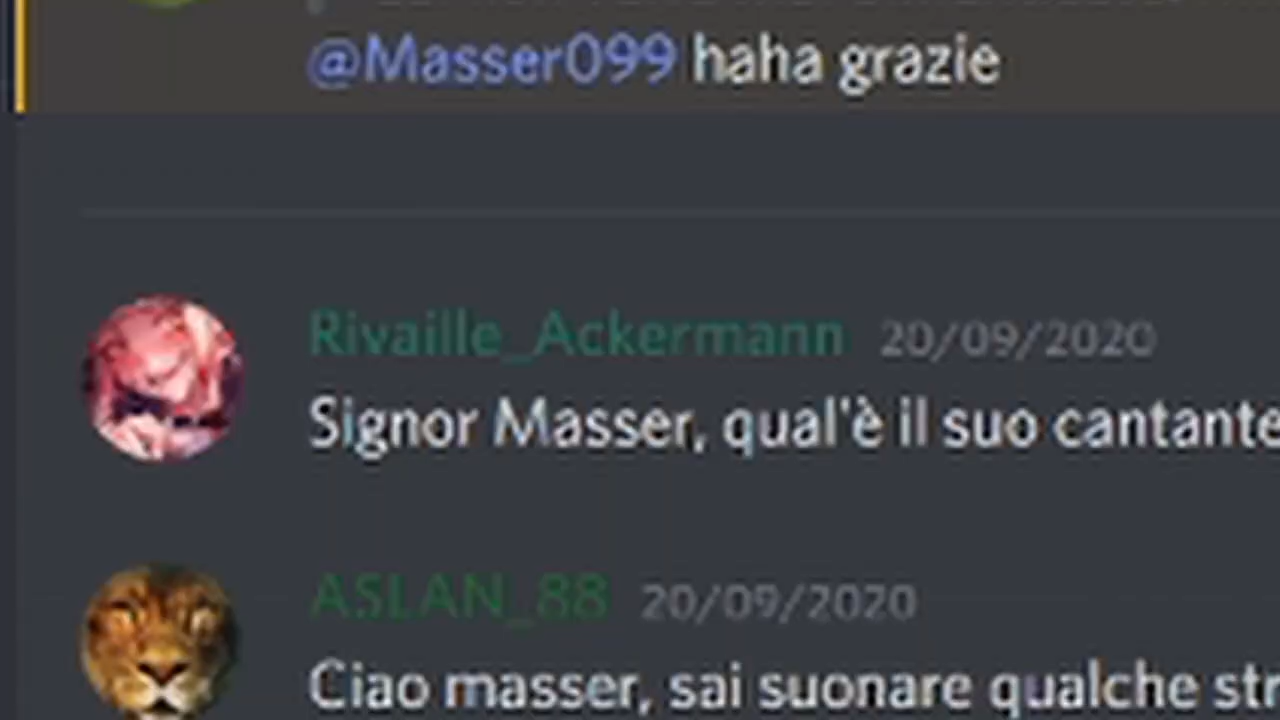 @Masser099 haha grazie
Rivaille_Ackermann 20/09/2020
Signor Masser, qual'è il suo cantante
ASLAN_88 20/09/2020
Ciao masser, sai suonare qualche